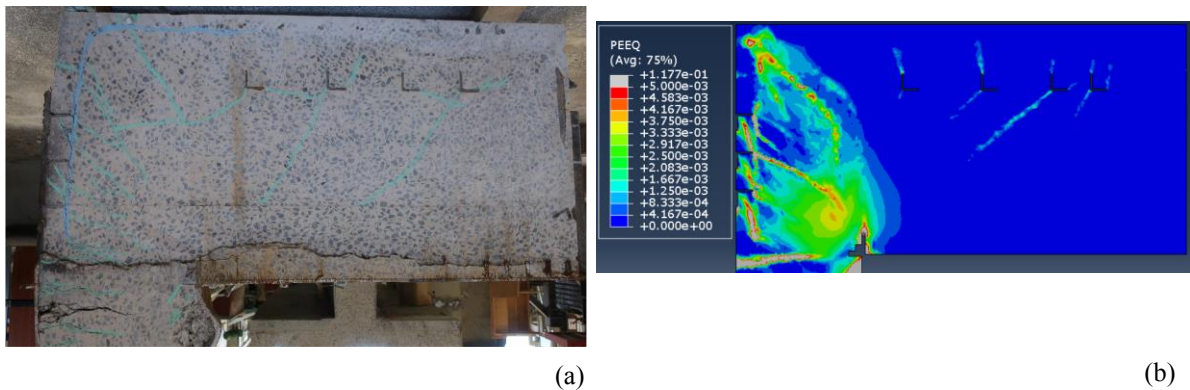 PEEQ
(Avg: 75%)
+1.177e-01
+5.000e-03
+4.583e-03
+4.167e-03
+3.750e-03
+3.333e-03
+2.917e-03
+2.500e-03
+2.083e-03
+1.667e-03
+1.250e-03
+8.333e-04
+4.167e-04
+0.000e+00
(a)
(b)